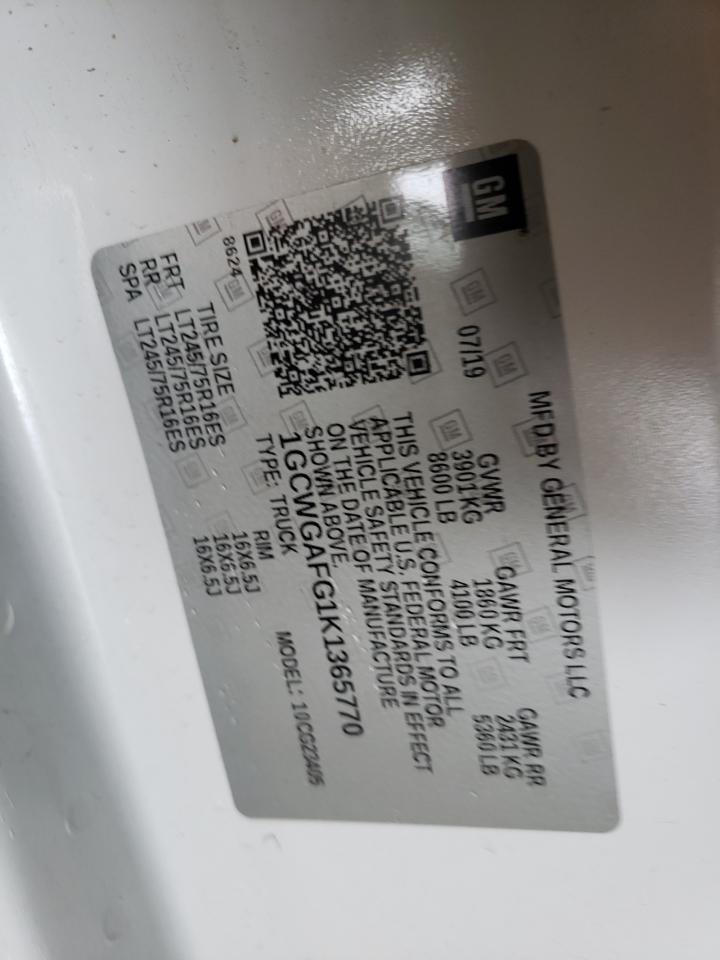 GM
MFD BY GENERAL MOTORS LLC
07/19
GVWR GAWR FRT GAWR RR
3901 KG 1860 KG 2431 KG
8600 LB 4100 LB 5360 LB
THIS VEHICLE CONFORMS TO ALL
APPLICABLE U.S. FEDERAL MOTOR
VEHICLE SAFETY STANDARDS IN EFFECT
ON THE DATE OF MANUFACTURE
SHOWN ABOVE.
1GCWGAFG1K1365770
8624
TYPE: TRUCK MODEL: 10CG23405
TIRE SIZE RIM
FRT LT245/75R16ES 16X6.5J
RR LT245/75R16ES 16X6.5J
SPA LT245/75R16ES 16X6.5J